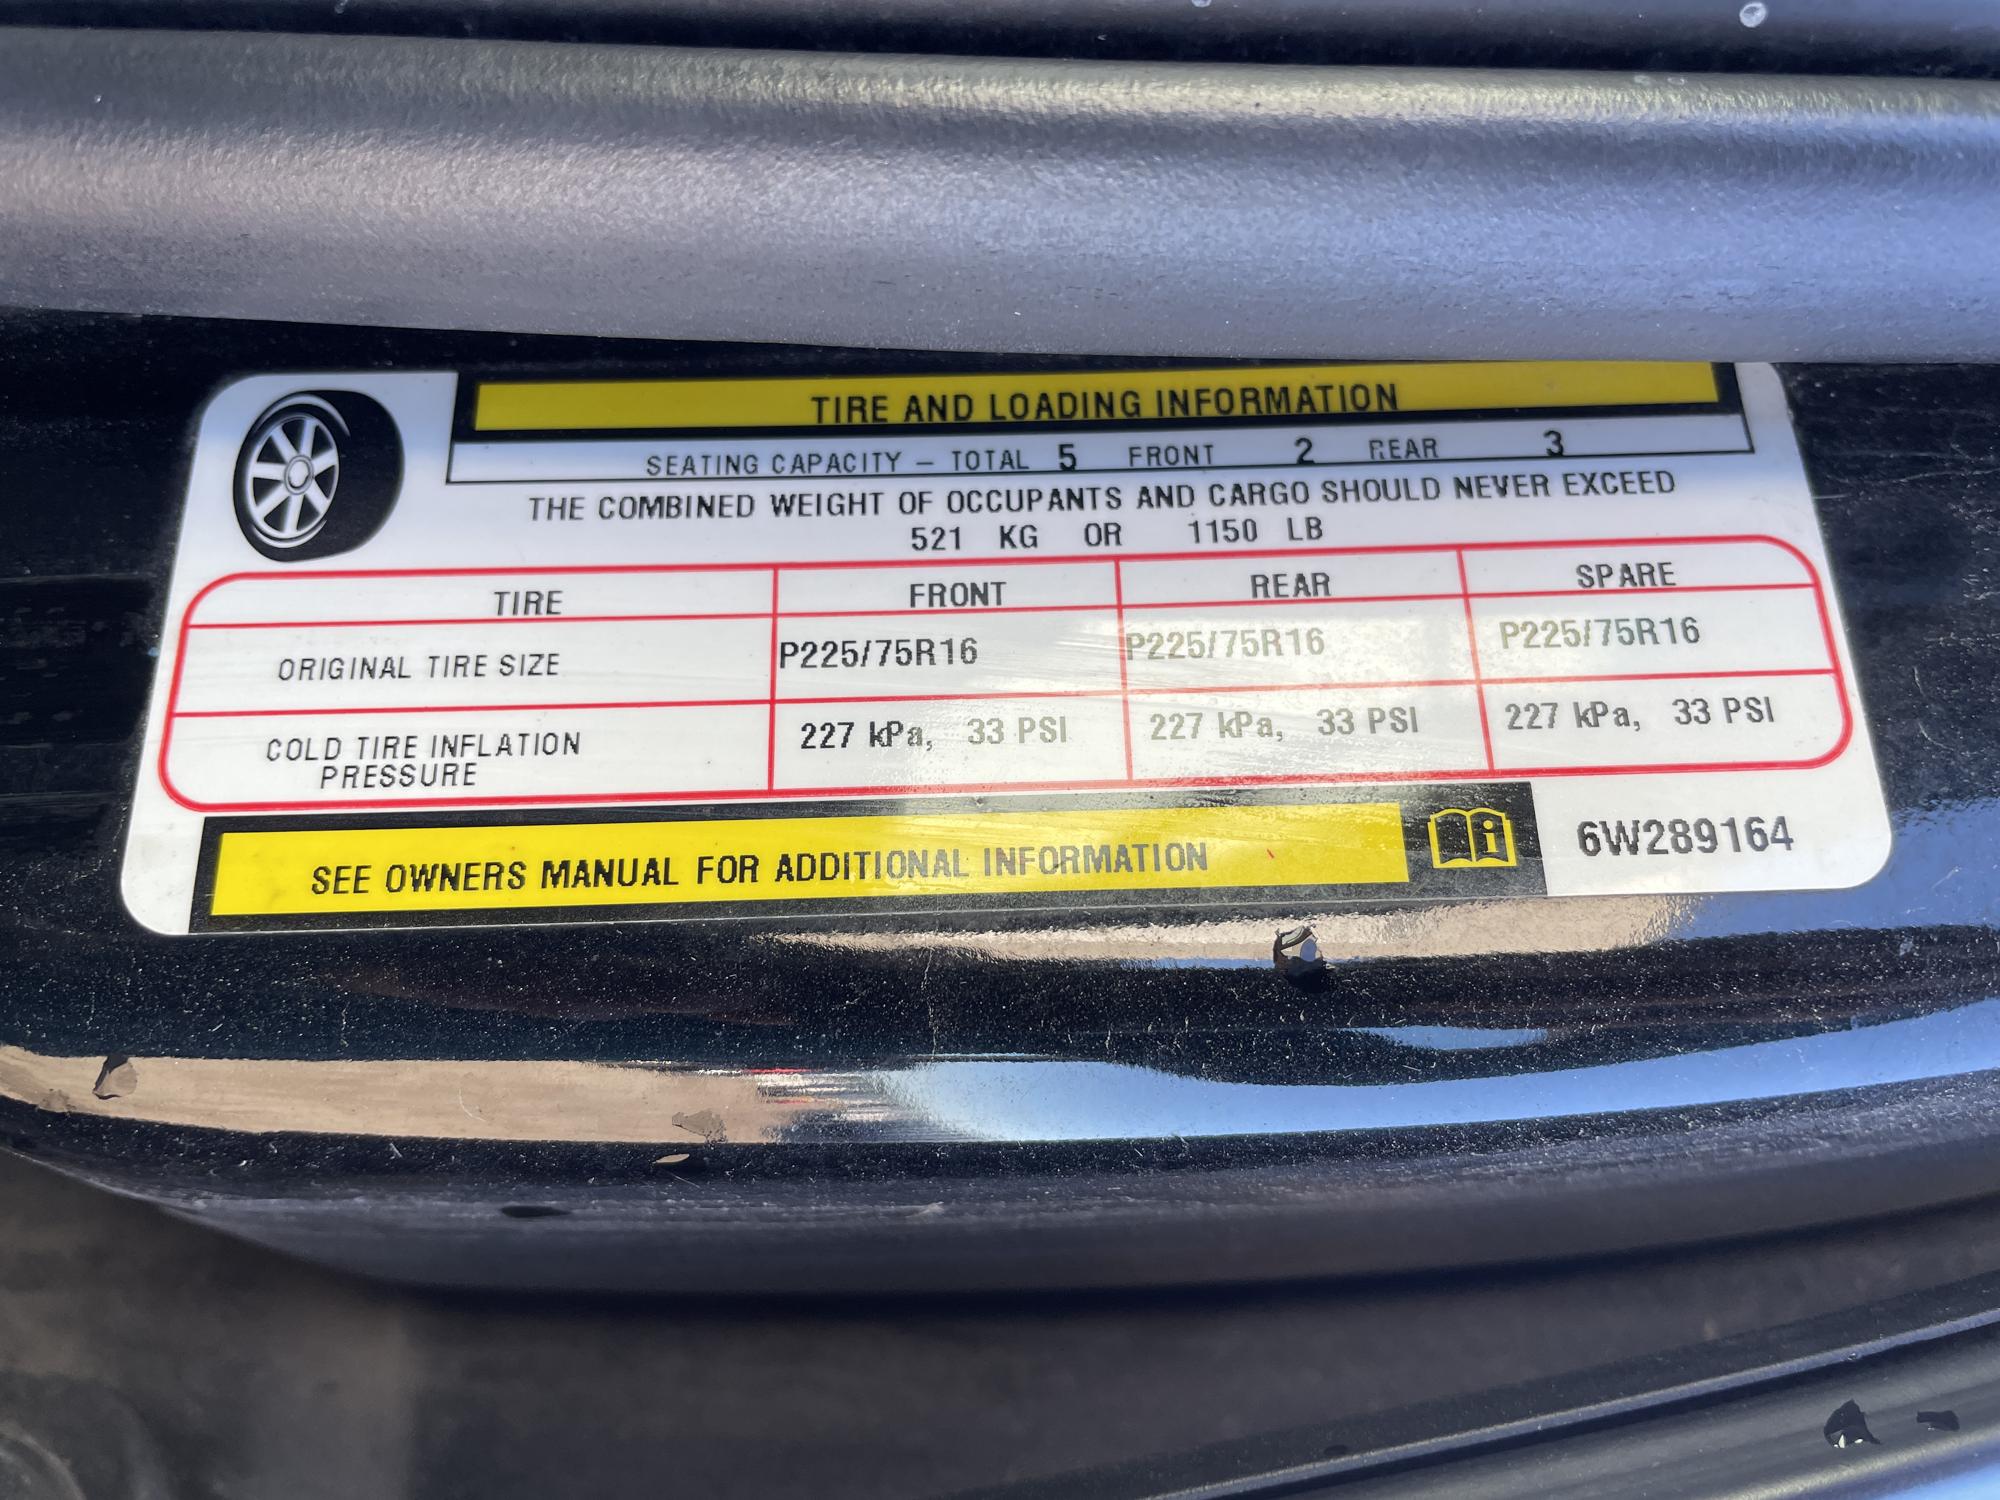 TIRE AND LOADING INFORMATION
SEATING CAPACITY – TOTAL 5 FRONT 2 REAR 3
THE COMBINED WEIGHT OF OCCUPANTS AND CARGO SHOULD NEVER EXCEED
521 KG OR 1150 LB
TIRE FRONT REAR SPARE
ORIGINAL TIRE SIZE P225/75R16 P225/75R16 P225/75R16
COLD TIRE INFLATION 227 kPa, 33 PSI 227 kPa, 33 PSI 227 kPa, 33 PSI
PRESSURE
SEE OWNERS MANUAL FOR ADDITIONAL INFORMATION 6W289164